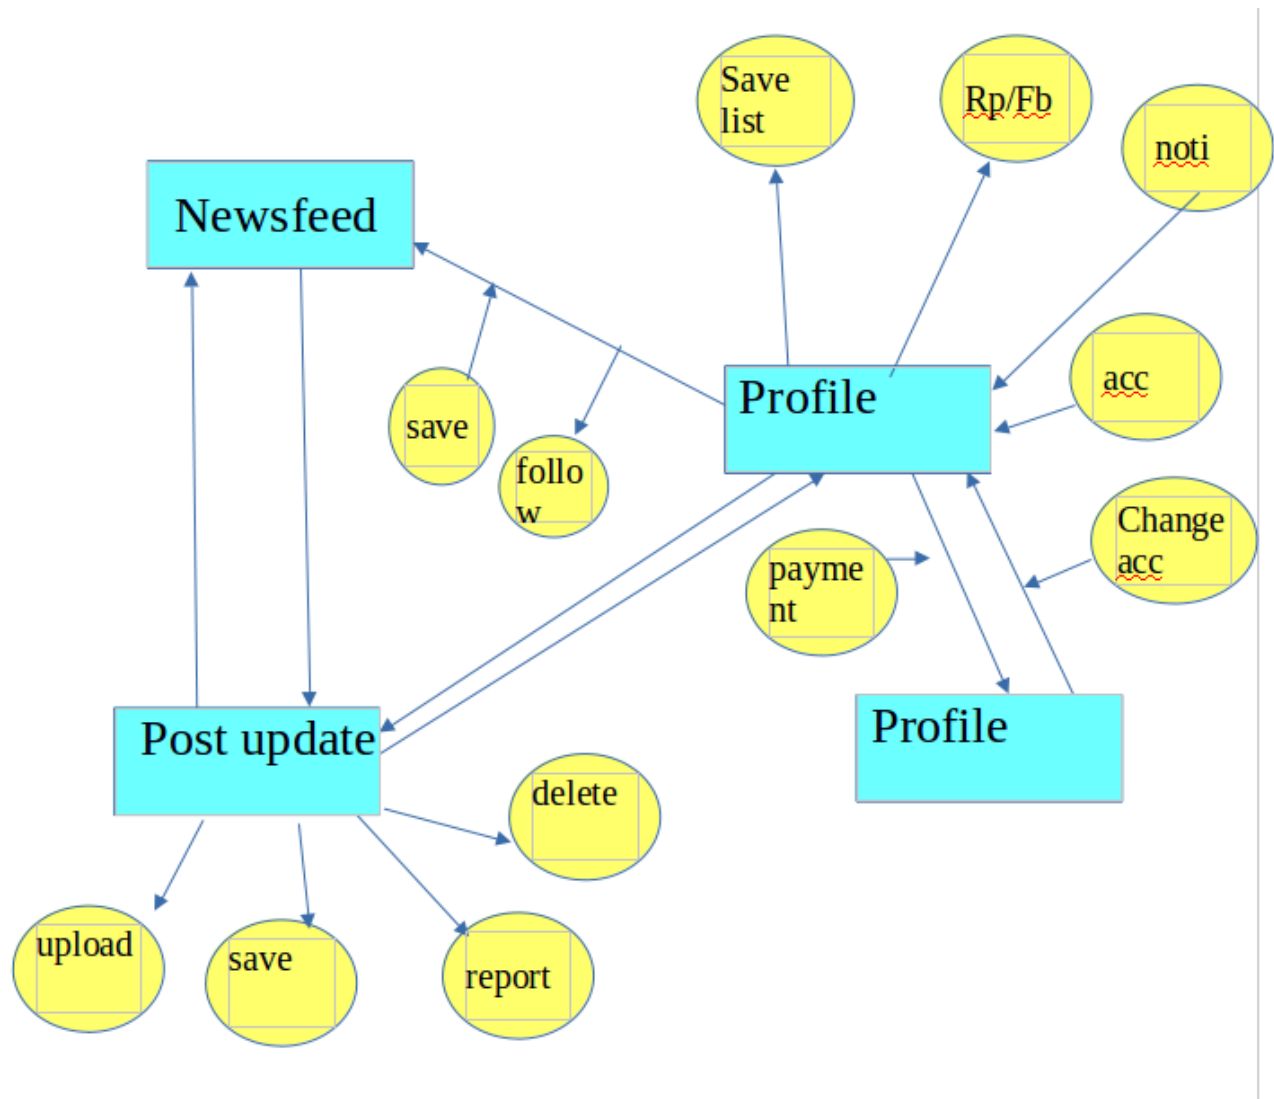 Save
list
Rp/Fb
noti
Newsfeed
Profile
acc
save
follo
w
Change
acc
payme
nt
Post update
Profile
delete
upload
save
report